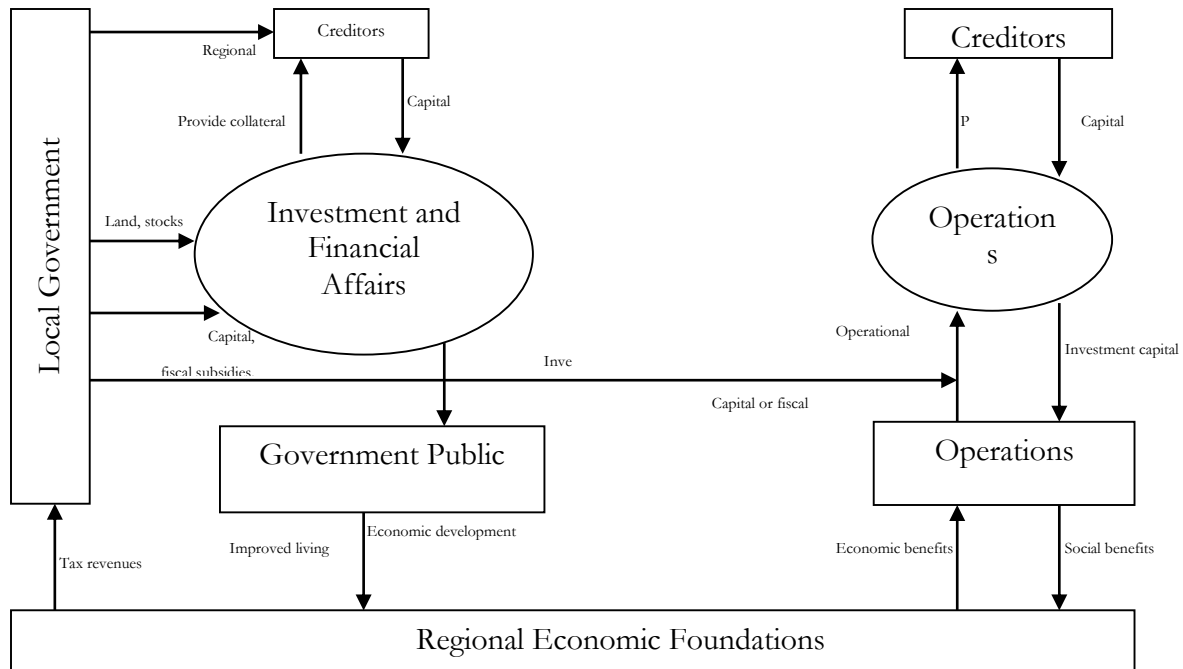 Creditors
Creditors
Regional
Capital
Provide collateral
P
Capital
Local Government
Investment and
Financial
Affairs
Operation
s
Land, stocks
Capital,
fiscal subsidies.
Operational
Inve
Investment capital
Capital or fiscal
Government Public
Operations
Economic development
Improved living
Tax revenues
Economic benefits
Social benefits
Regional Economic Foundations